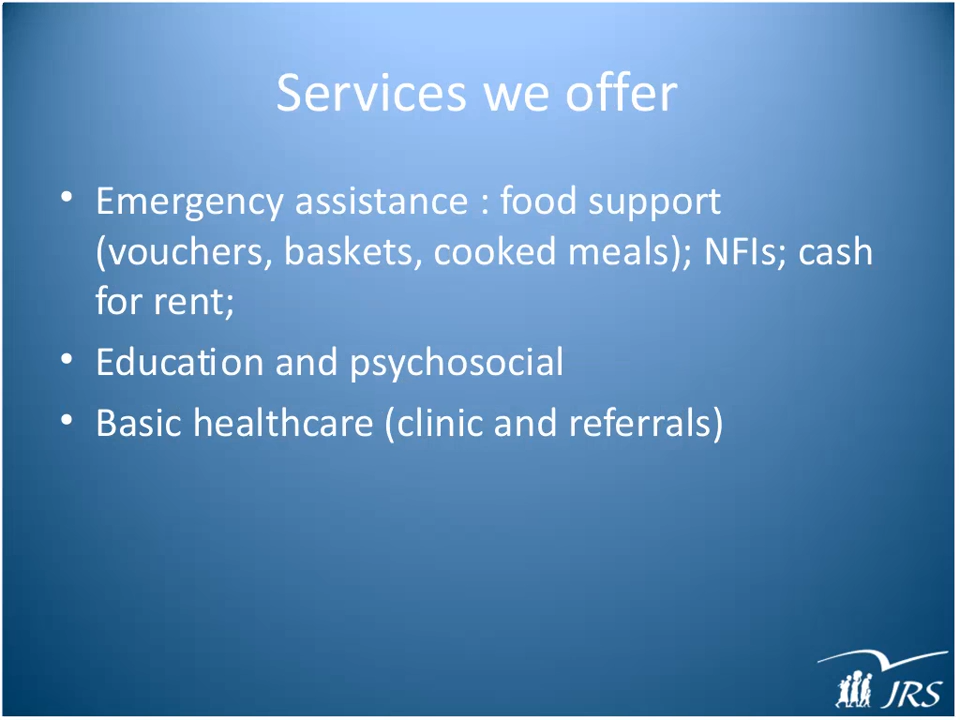 Services we offer
• Emergency assistance : food support
(vouchers, baskets, cooked meals); NFIs; cash
for rent;
• Education and psychosocial
• Basic healthcare (clinic and referrals)
JRS